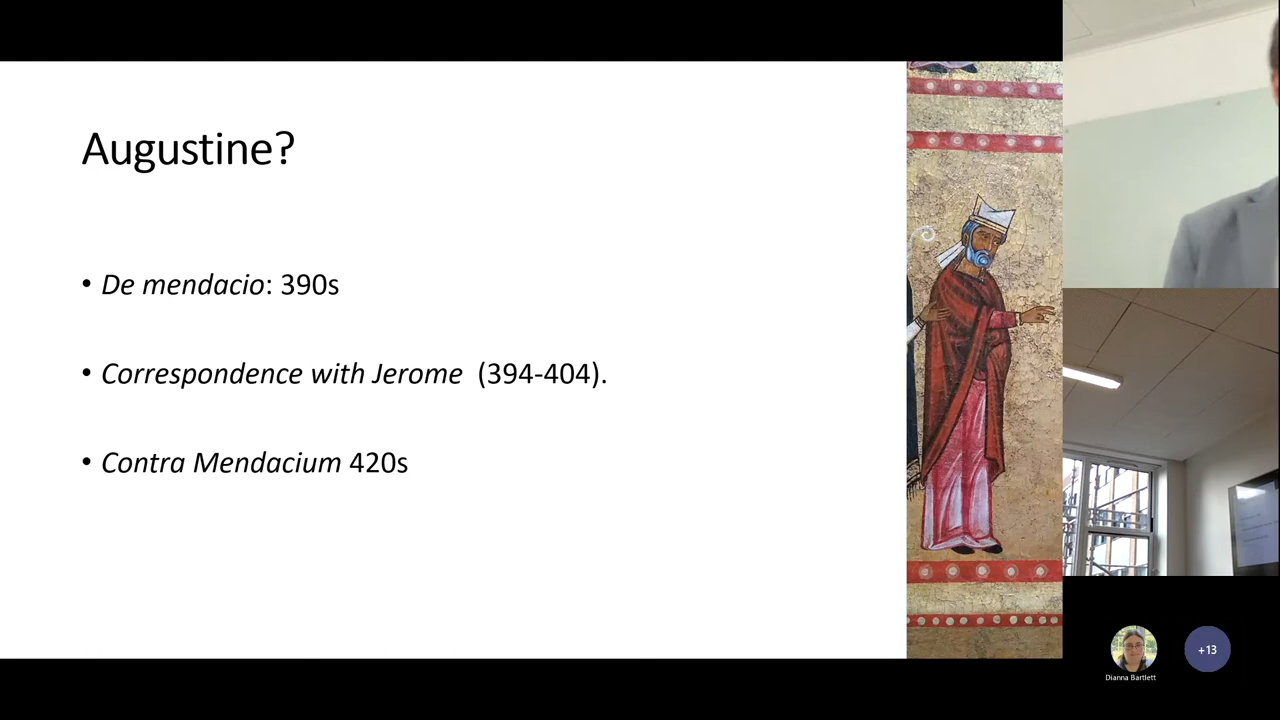 Augustine?
• De mendacio: 390s
• Correspondence with Jerome (394-404).
• Contra Mendacium 420s
Dianna Bartlett
+13